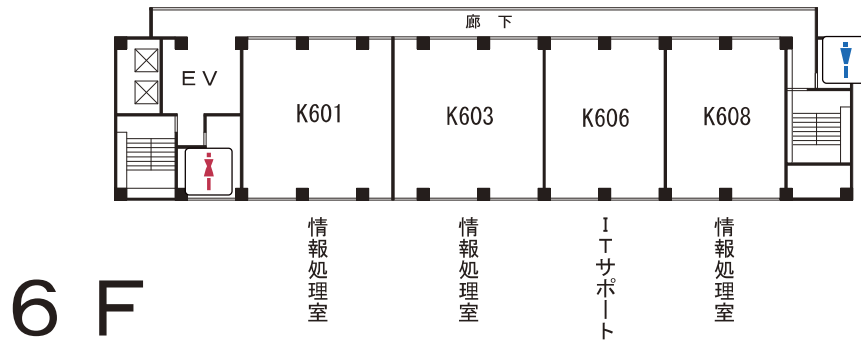 廊 下
EV
K601
K603
K606
K608
情報処理室
情報処理室
ITサポート
情報処理室
6 F